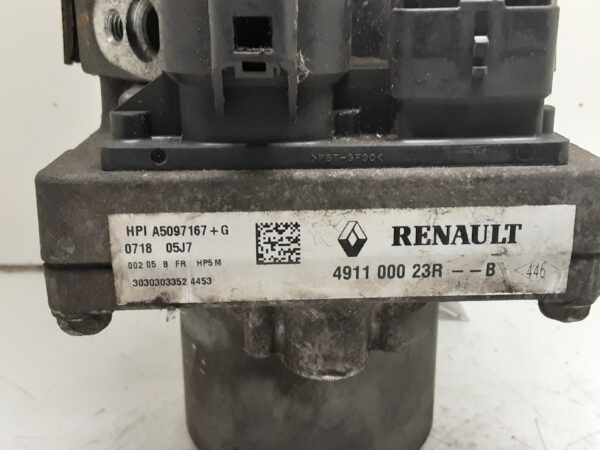 >PBT-GF30<
HPI A5097167+G
0718 05J7
002 05 B FR HP5M
3030303352 4453
RENAULT
4911 000 23R--B
446